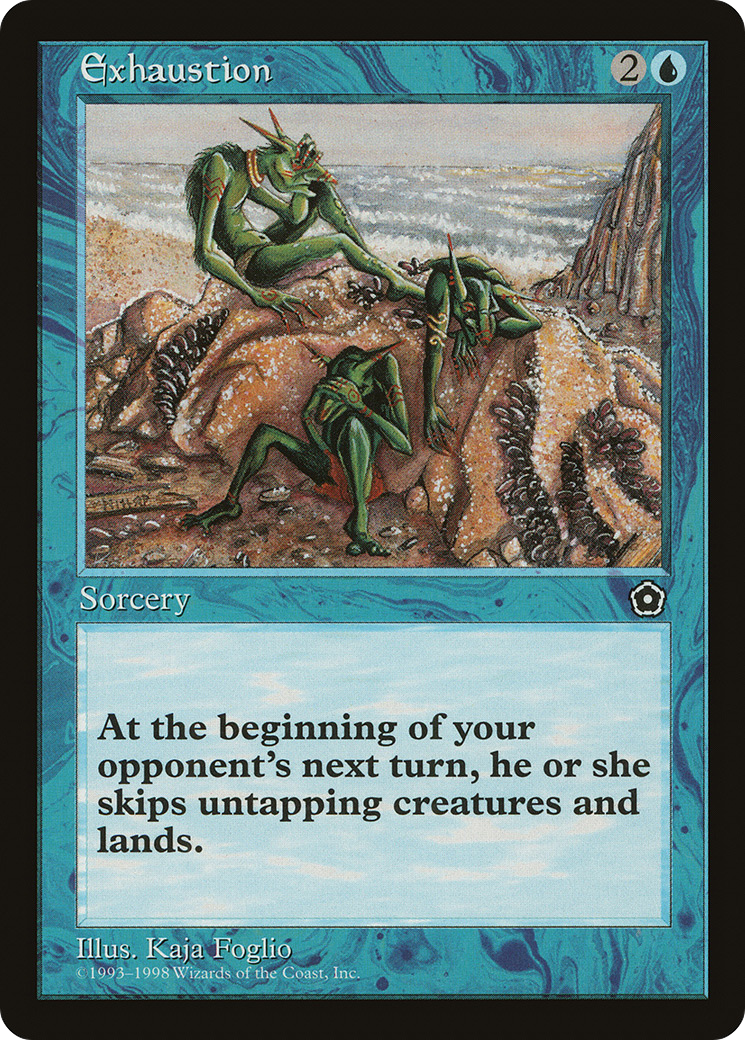 Exhaustion
2
Sorcery
At the beginning of your
opponent's next turn, he or she
skips untapping creatures and
lands.
Illus. Kaja Foglio
©1993–1998 Wizards of the Coast, Inc.